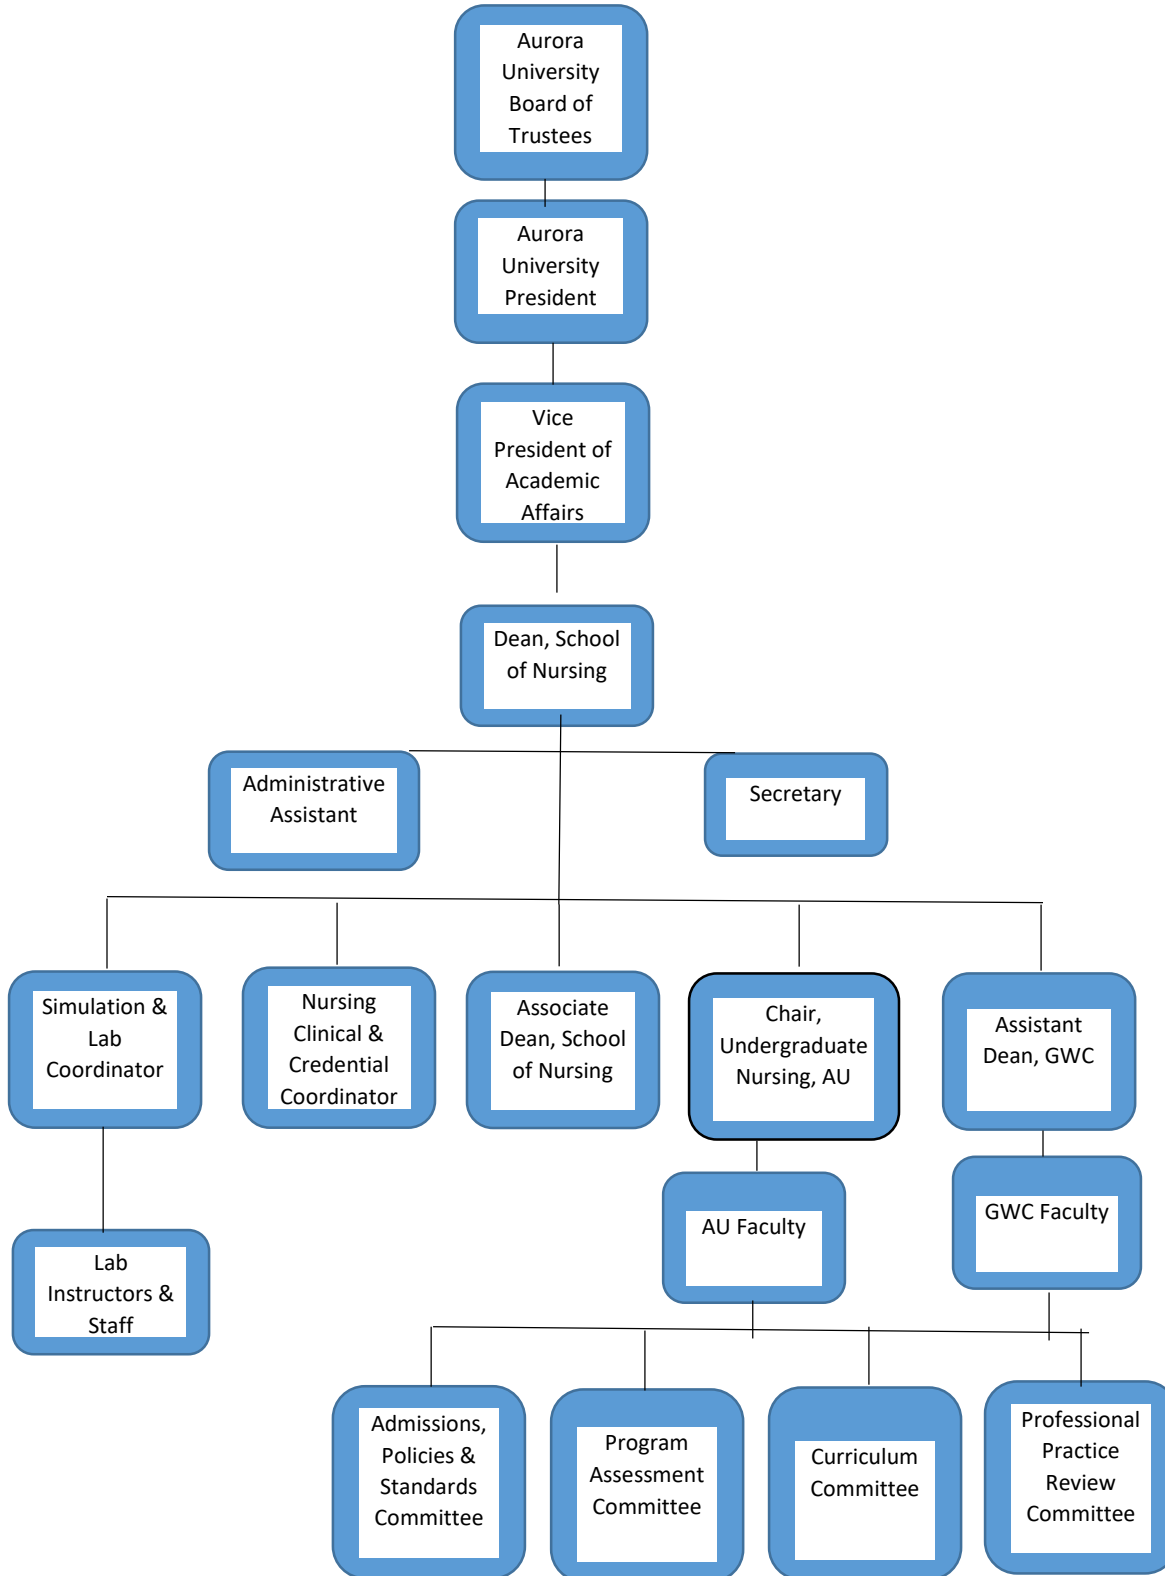 Aurora
University
Board of
Trustees
Aurora
University
President
Vice
President of
Academic
Affairs
Dean, School
of Nursing
Administrative
Assistant
Secretary
Simulation &
Lab
Coordinator
Nursing
Clinical &
Credential
Coordinator
Associate
Dean, School
of Nursing
Chair,
Undergraduate
Nursing, AU
Assistant
Dean, GWC
AU Faculty
GWC Faculty
Lab
Instructors &
Staff
Admissions,
Policies &
Standards
Committee
Program
Assessment
Committee
Curriculum
Committee
Professional
Practice
Review
Committee